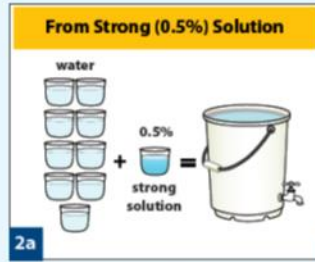 From Strong (0.5%) Solution
water
0.5%
+
=
strong
solution
2a